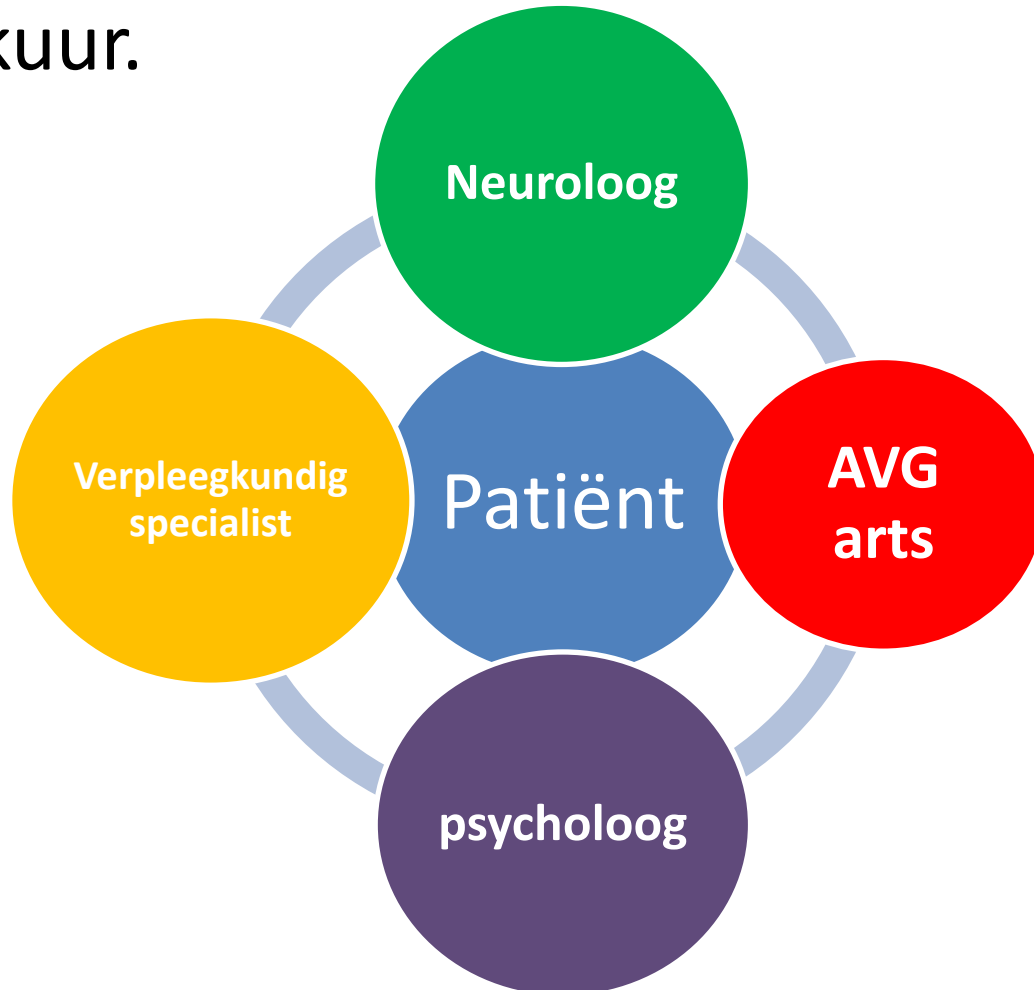 kuur.
Neuroloog
Verpleegkundig
specialist
Patiënt
AVG
arts
psycholoog